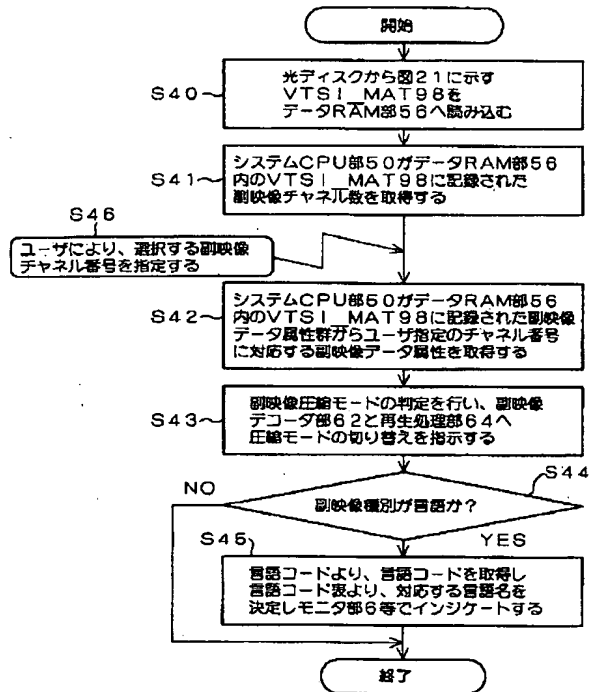 開始
S40
光ディスクから図21に示す
VTSI_MAT98を
データRAM部56へ読み込む
S41
システムCPU部50がデータRAM部56
内のVTSI_MAT98に記録された
副映像チャネル数を取得する
S46
ユーザにより、選択する副映像
チャネル番号を指定する
S42
システムCPU部50がデータRAM部56
内のVTSI_MAT98に記録された副映像
データ属性群からユーザ指定のチャネル番号
に対応する副映像データ属性を取得する
S43
副映像圧縮モードの判定を行い、副映像
デコーダ部62と再生処理部64へ
圧縮モードの切り替えを指示する
S44
NO
副映像種別が言語か?
YES
S45
言語コードより、言語コードを取得し
言語コード表より、対応する言語名を
決定しモニタ部6等でインジケートする
終了